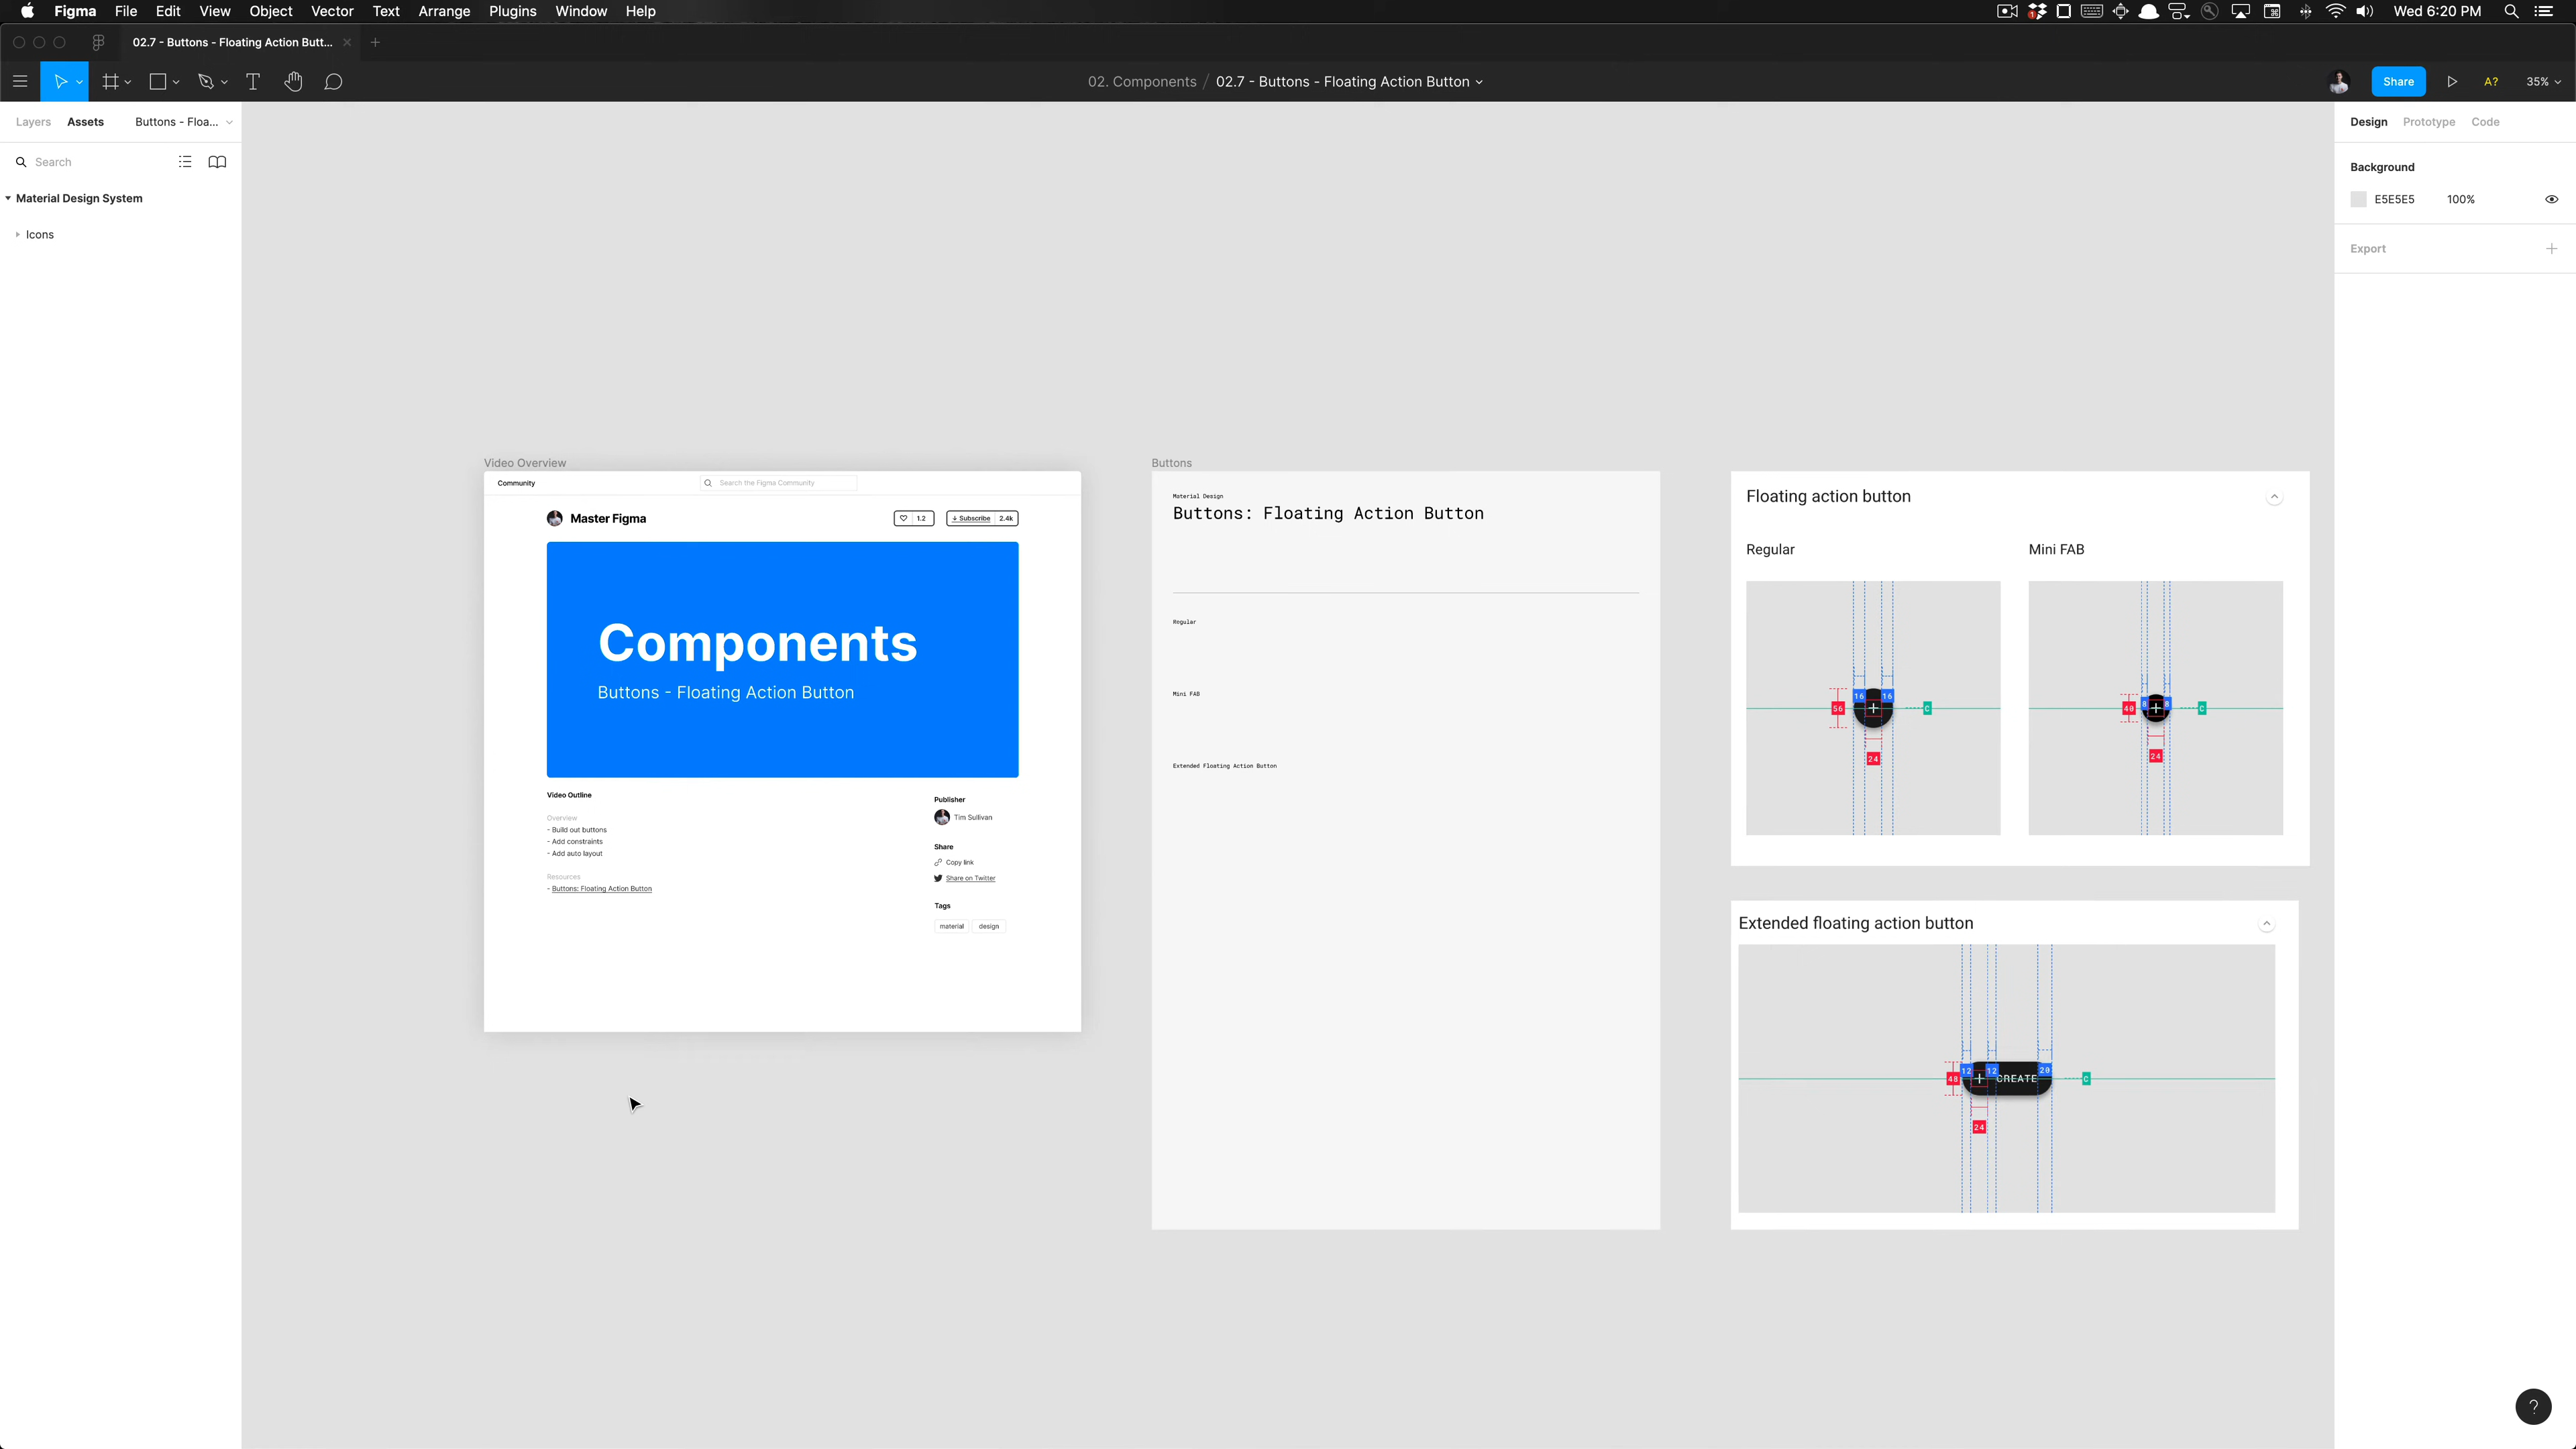 Figma File Edit View Object Vector Text Arrange Plugins Window Help
1
Wed 6:20 PM
02.7 - Buttons - Floating Action Butt...
02. Components / 02.7 - Buttons - Floating Action Button
Share
A?
35%
Layers Assets Buttons - Floa...
Search
Material Design System
Icons
Video Overview
Community
Search the Figma Community
Master Figma
1.2
Subscribe 2.4k
Components
Buttons - Floating Action Button
Video Outline
Overview
- Build out buttons
- Add constraints
- Add auto layout
Resources
- Buttons: Floating Action Button
Publisher
Tim Sullivan
Share
Copy link
Share on Twitter
Tags
material design
Buttons
Material Design
Buttons: Floating Action Button
Regular
Mini FAB
Extended Floating Action Button
Floating action button
Regular
Mini FAB
16 16
56
C
24
8 8
40
C
24
Extended floating action button
12 12 20
48
CREATE
C
24
Design Prototype Code
Background
E5E5E5 100%
Export
?